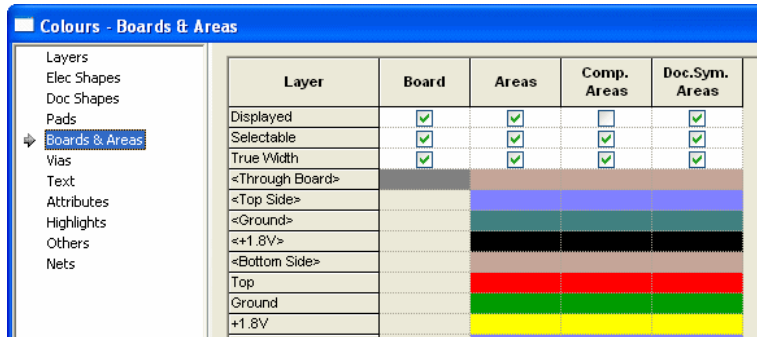 Colours - Boards & Areas
Layers
Elec Shapes
Doc Shapes
Pads
Boards & Areas
Vias
Text
Attributes
Highlights
Others
Nets
Layer Board Areas Comp. Areas Doc.Sym. Areas
Displayed
Selectable
True Width
<Through Board>
<Top Side>
<Ground>
<+1.8V>
<Bottom Side>
Top
Ground
+1.8V